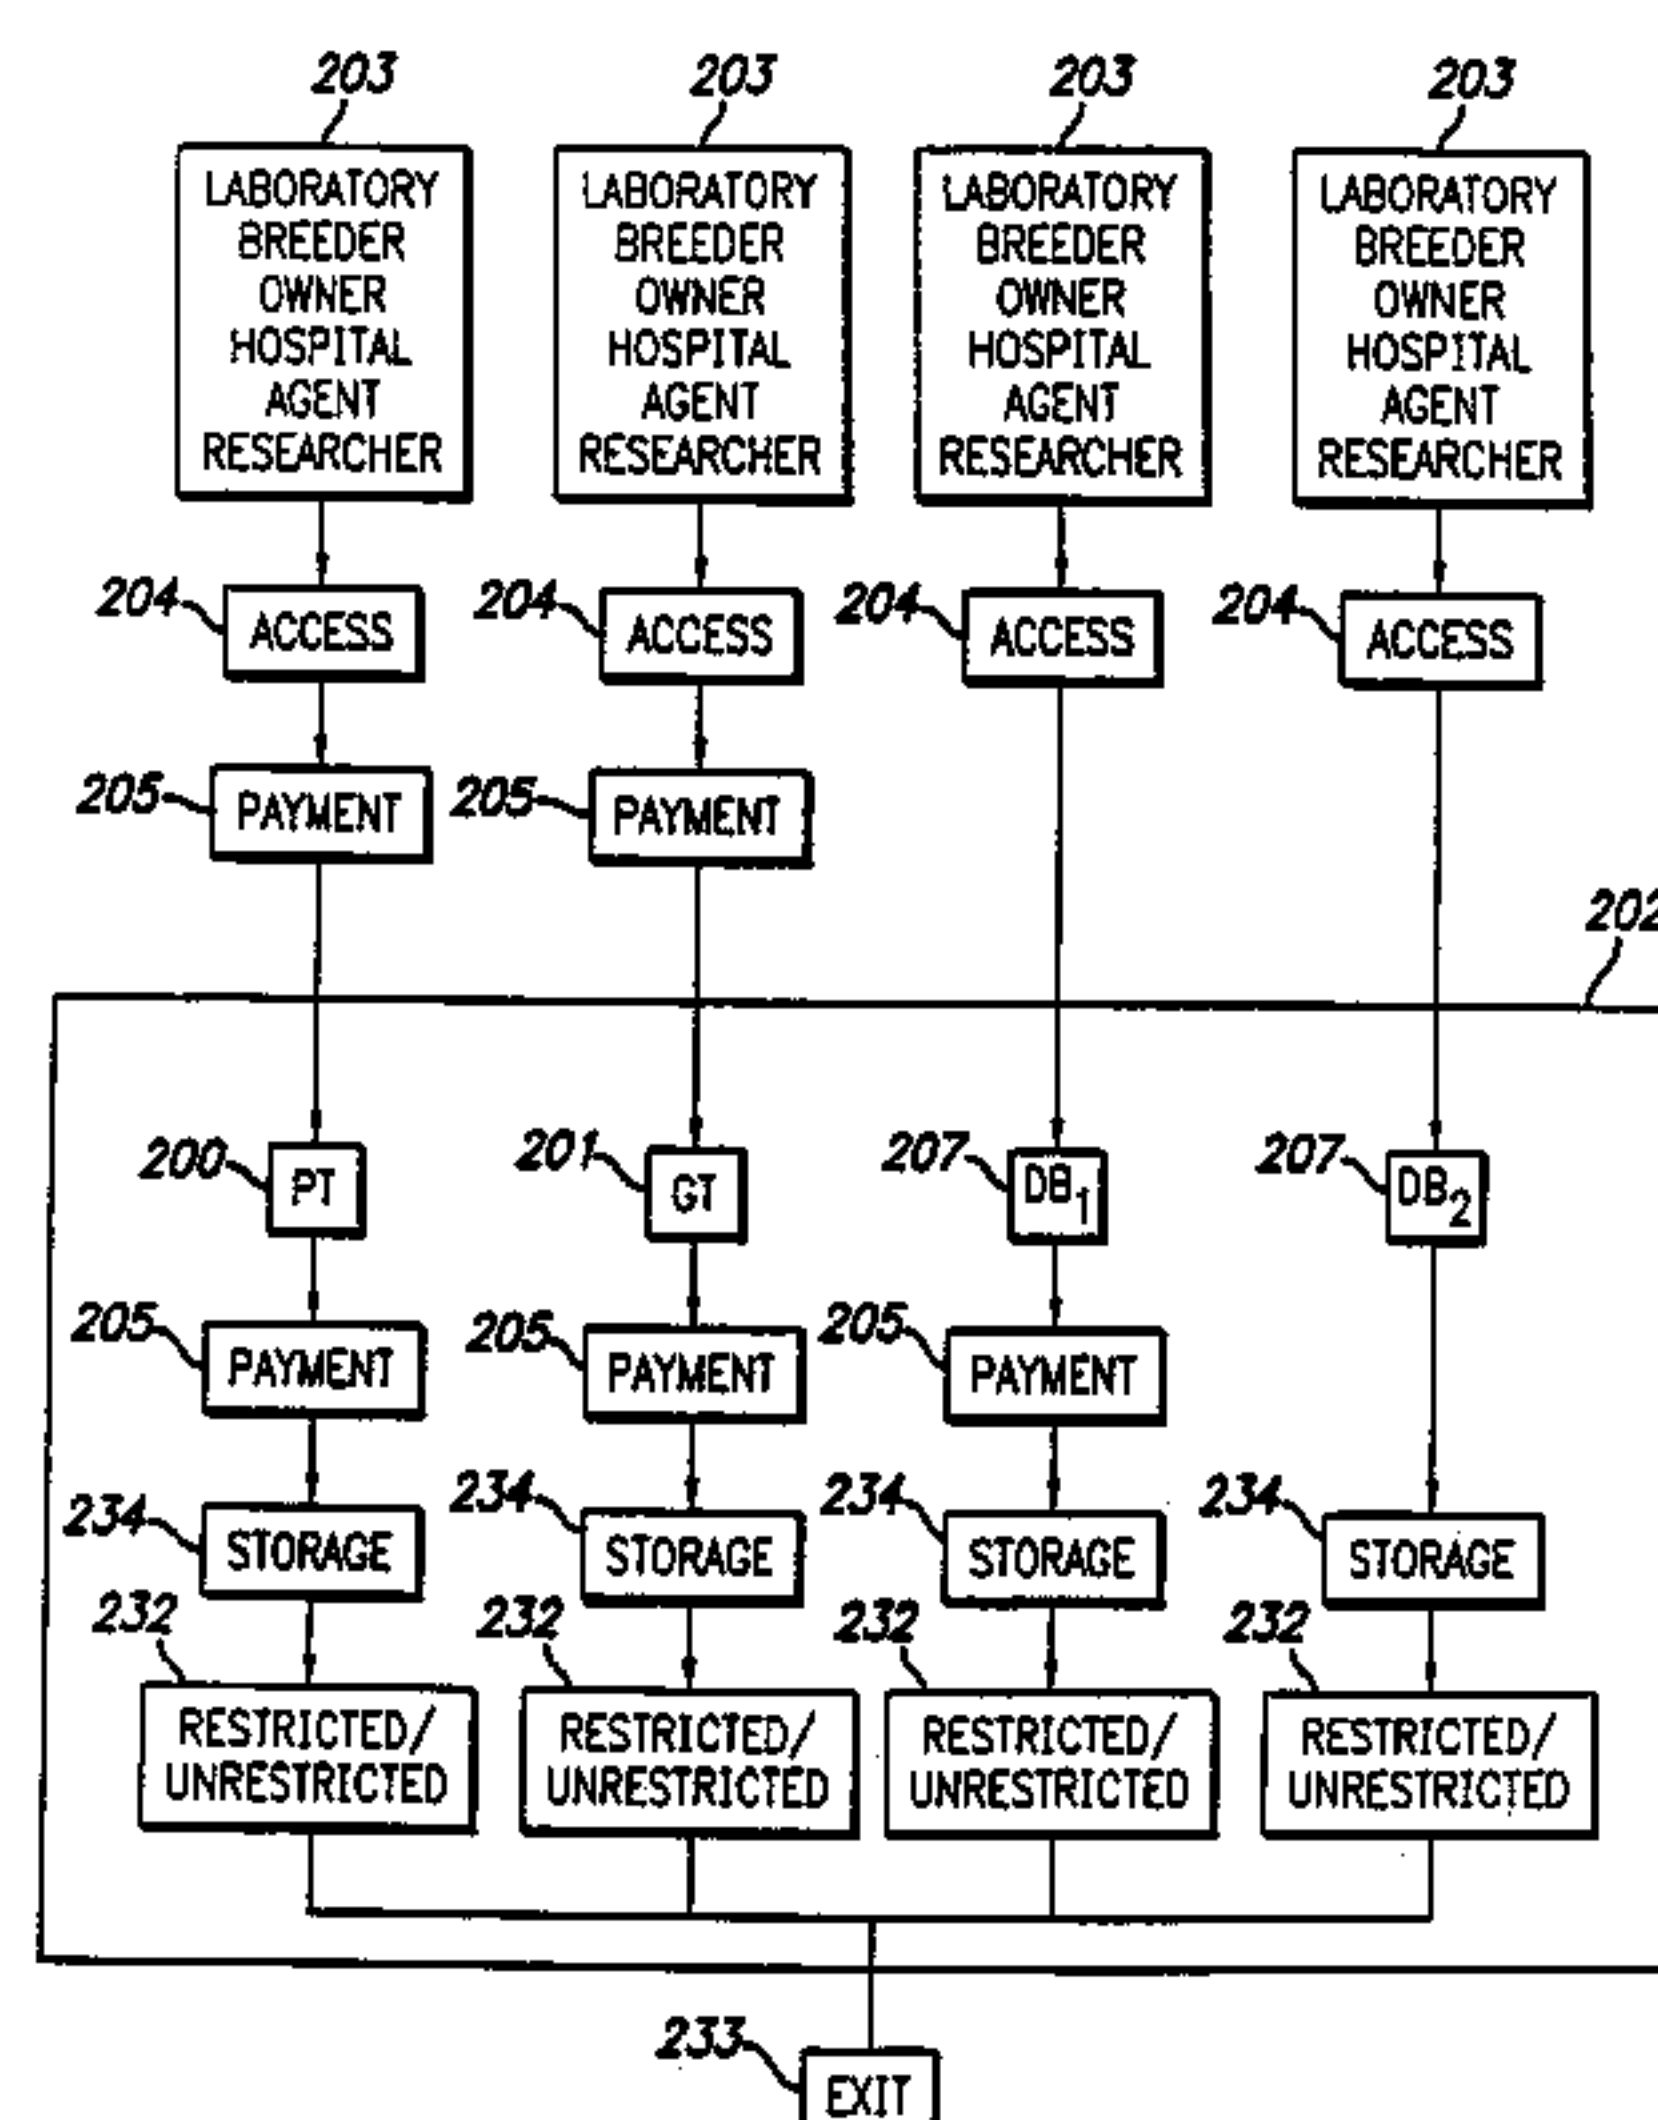 203 203 203 203
LABORATORY
BREEDER
OWNER
HOSPITAL
AGENT
RESEARCHER
LABORATORY
BREEDER
OWNER
HOSPITAL
AGENT
RESEARCHER
LABORATORY
BREEDER
OWNER
HOSPITAL
AGENT
RESEARCHER
LABORATORY
BREEDER
OWNER
HOSPITAL
AGENT
RESEARCHER
204 ACCESS 204 ACCESS 204 ACCESS 204 ACCESS
205 PAYMENT 205 PAYMENT
202
200 PT 201 GT 207 DB1 207 DB2
205 PAYMENT 205 PAYMENT 205 PAYMENT
234 STORAGE 234 STORAGE 234 STORAGE 234 STORAGE
232 232 232 232
RESTRICTED/
UNRESTRICTED
RESTRICTED/
UNRESTRICTED
RESTRICTED/
UNRESTRICTED
RESTRICTED/
UNRESTRICTED
233 EXIT